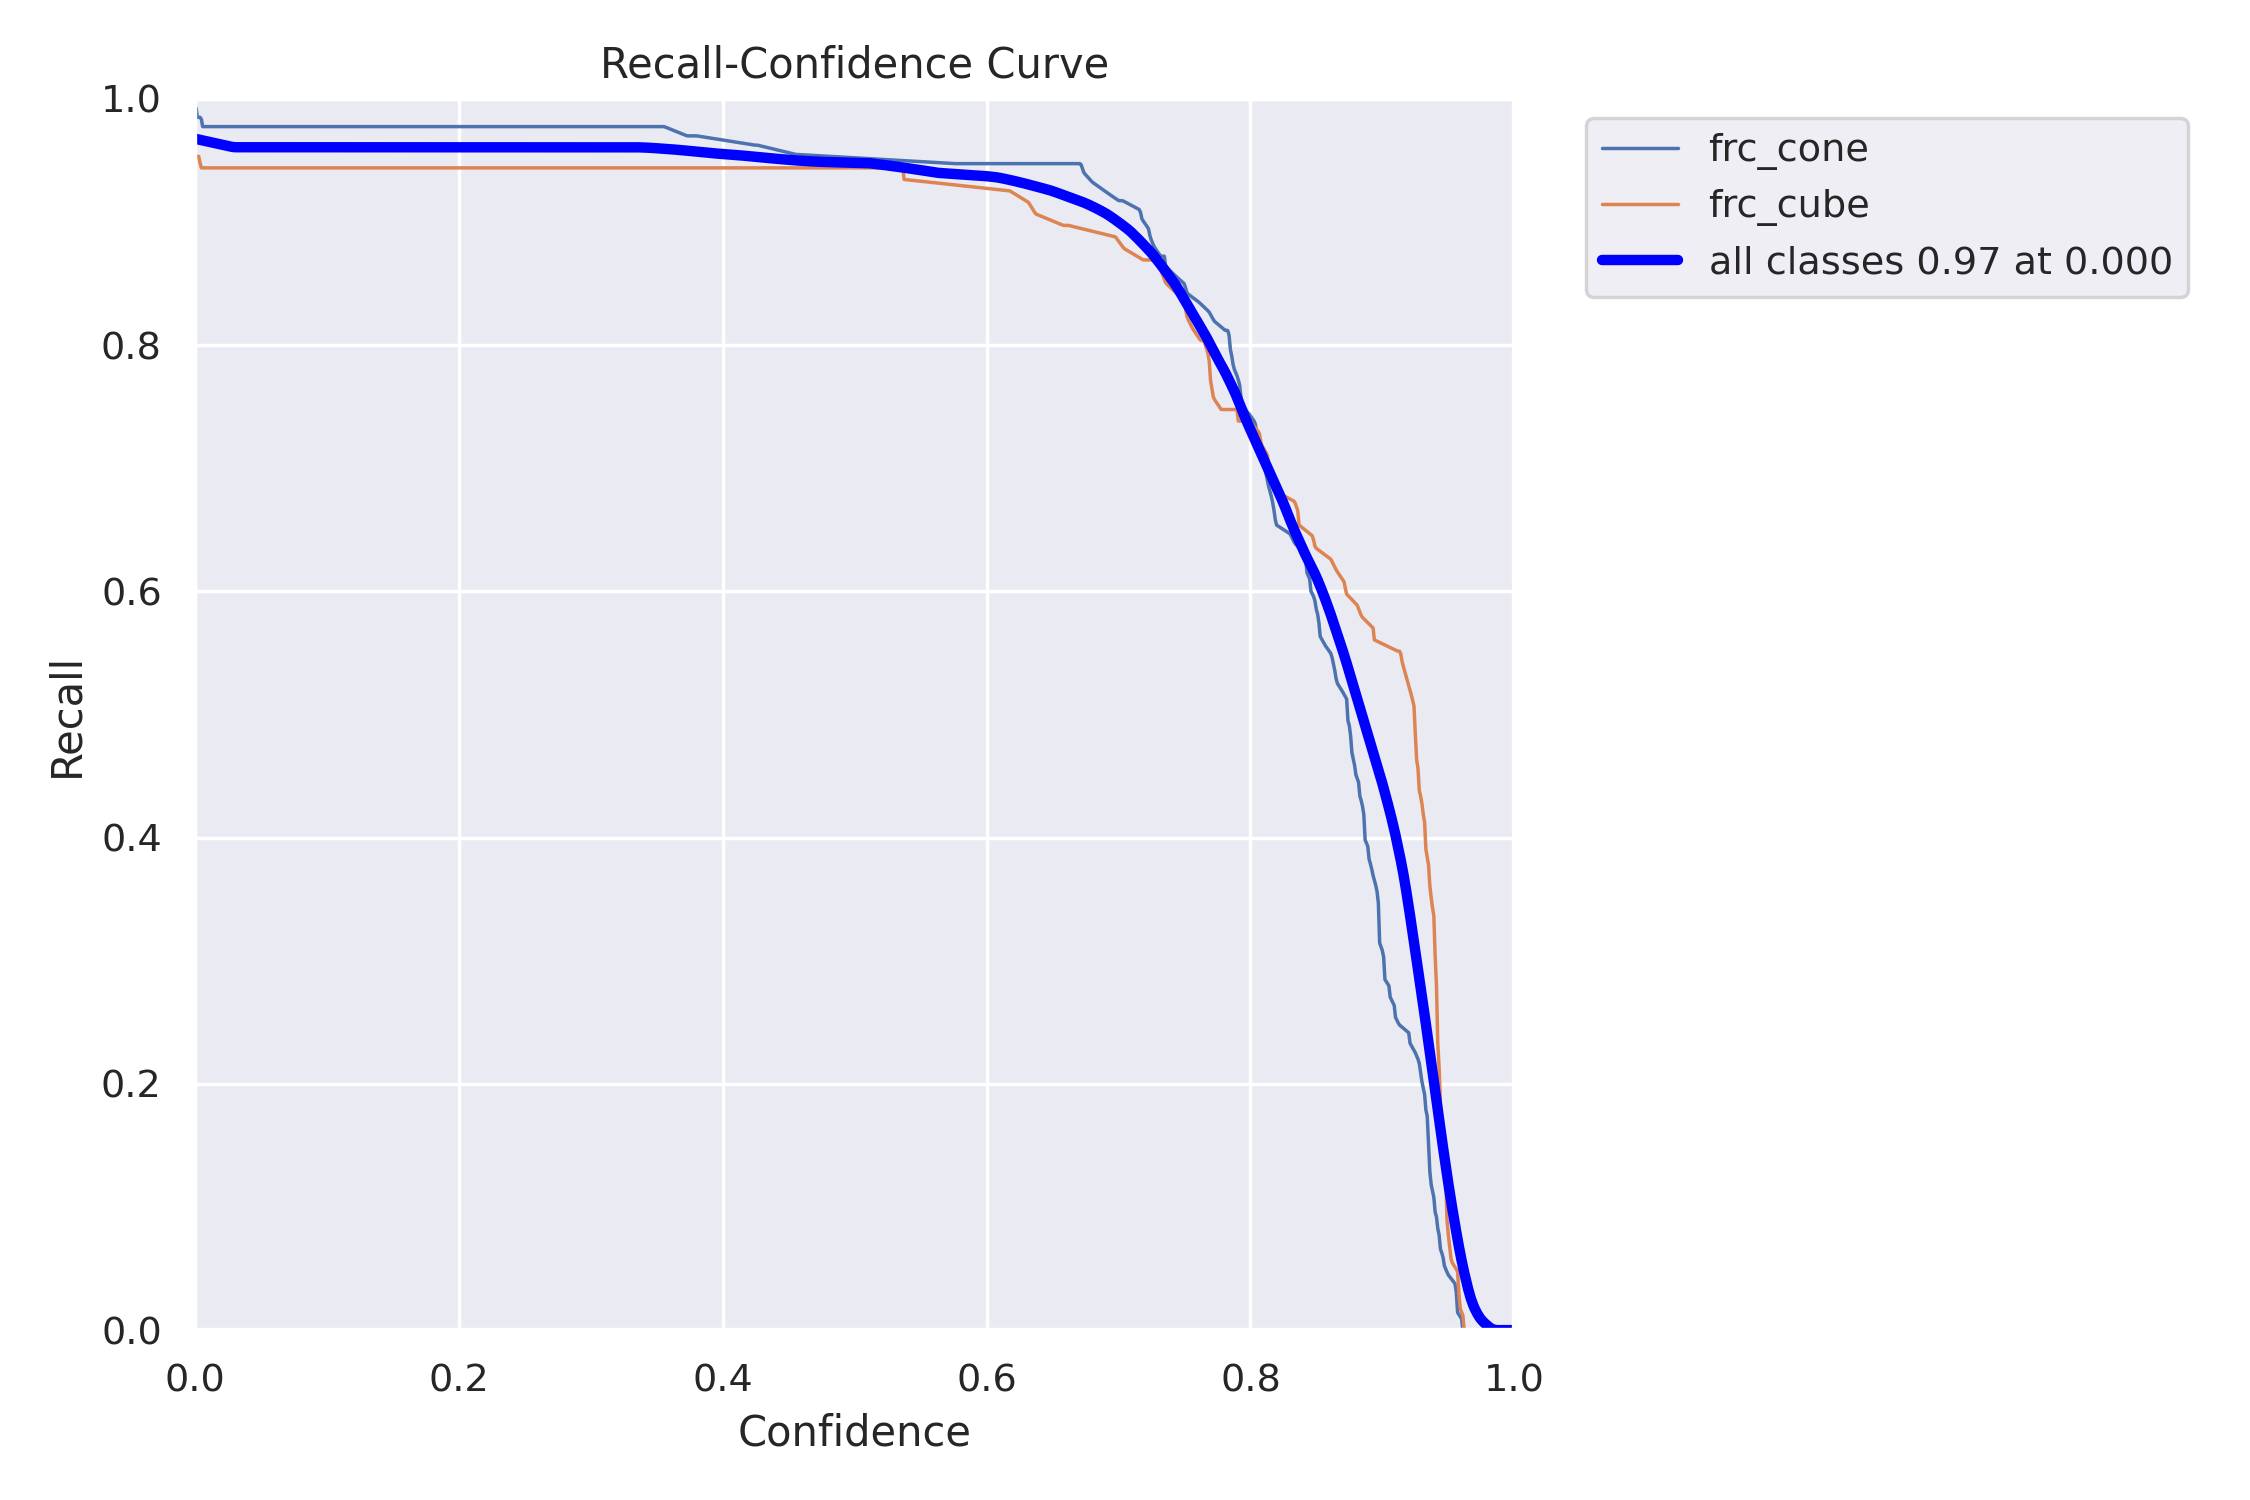 Recall-Confidence Curve
1.0
0.8
0.6
0.4
0.2
0.0
Recall
0.0 0.2 0.4 0.6 0.8 1.0
Confidence
frc_cone
frc_cube
all classes 0.97 at 0.000